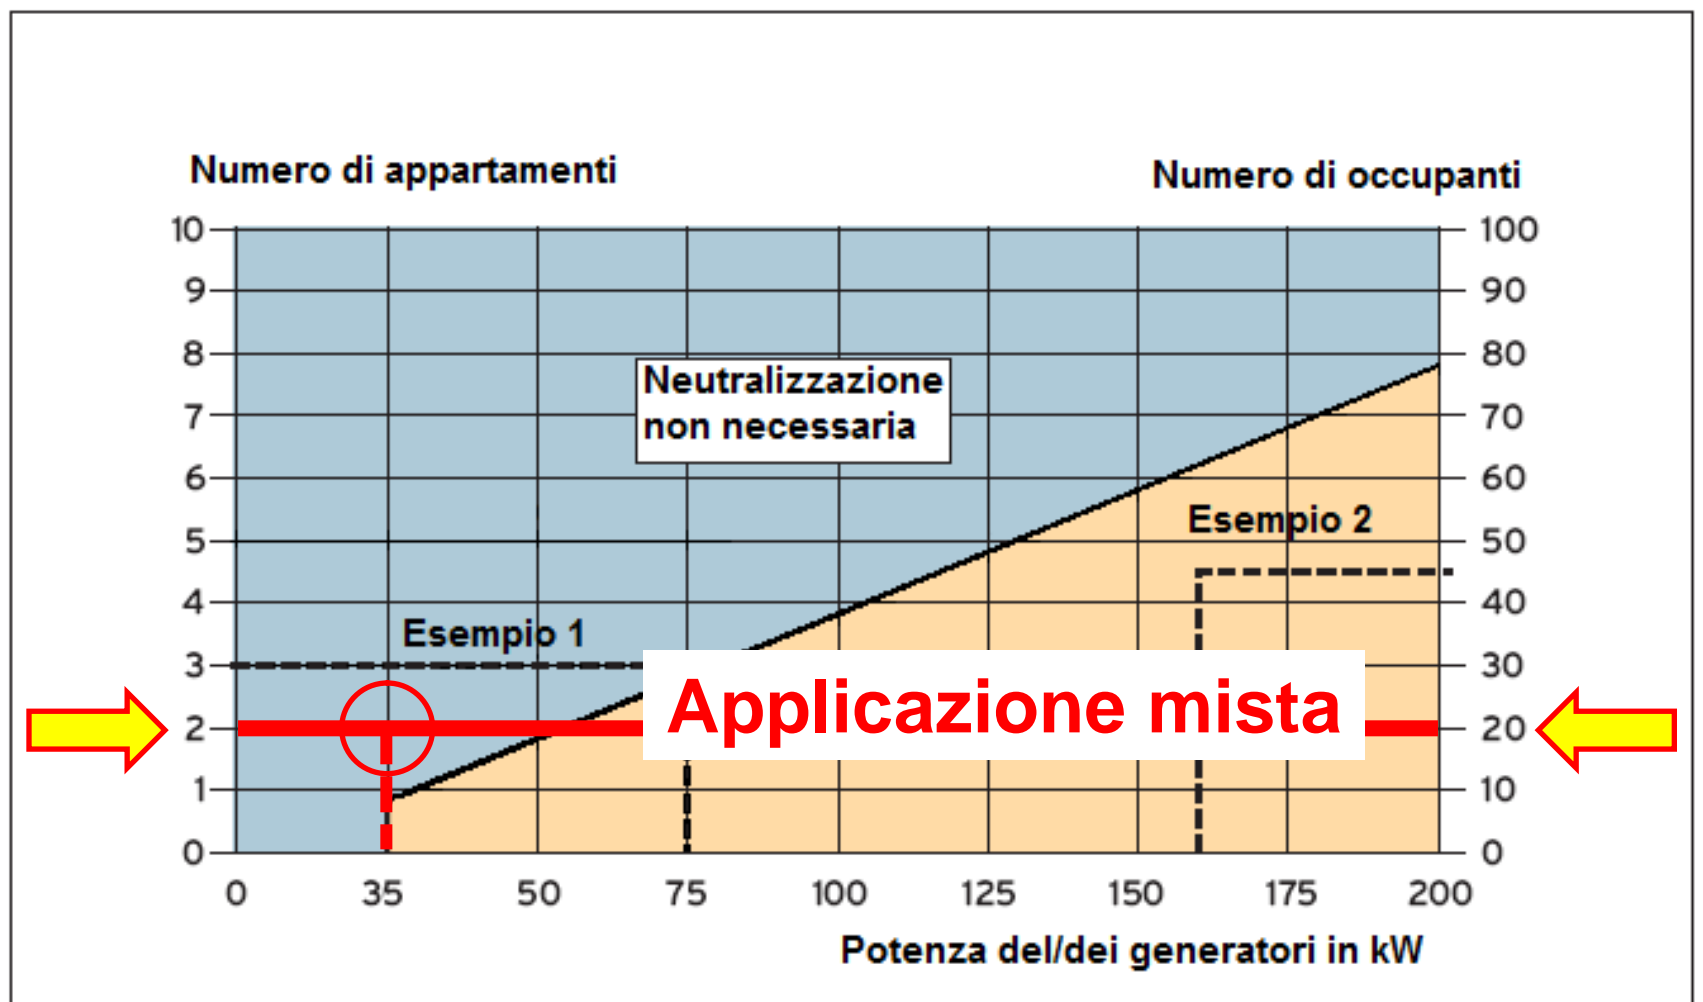 Numero di appartamenti
Numero di occupanti
10
9
8
7
6
5
4
3
2
1
0
100
90
80
70
60
50
40
30
20
10
0
Neutralizzazione
non necessaria
Esempio 2
Esempio 1
Applicazione mista
0 35 50 75 100 125 150 175 200
Potenza del/dei generatori in kW